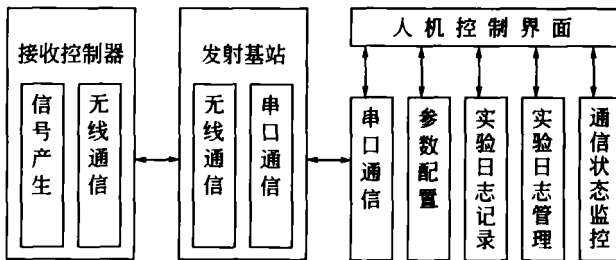 接收控制器
信号产生
无线通信
发射基站
无线通信
串口通信
人机控制界面
串口通信
参数配置
实验日志记录
实验日志管理
通信状态监控